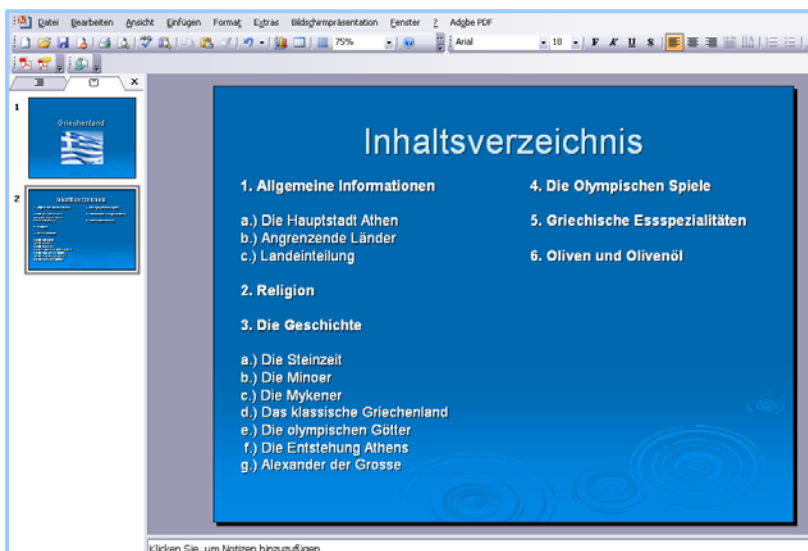 Datei Bearbeiten Ansicht Einfügen Format Extras Bildschirmpräsentation Fenster ? Adobe PDF
75% Arial 18 F K U S
1
Griechenland
2
Inhaltsverzeichnis
1. Allgemeine Informationen
a.) Die Hauptstadt Athen
b.) Angrenzende Länder
c.) Landeinteilung
2. Religion
3. Die Geschichte
a.) Die Steinzeit
b.) Die Minoer
c.) Die Mykener
d.) Das klassische Griechenland
e.) Die olympischen Götter
f.) Die Entstehung Athens
g.) Alexander der Grosse
4. Die Olympischen Spiele
5. Griechische Essspezialitäten
6. Oliven und Olivenöl
Klicken Sie, um Notizen hinzuzufügen